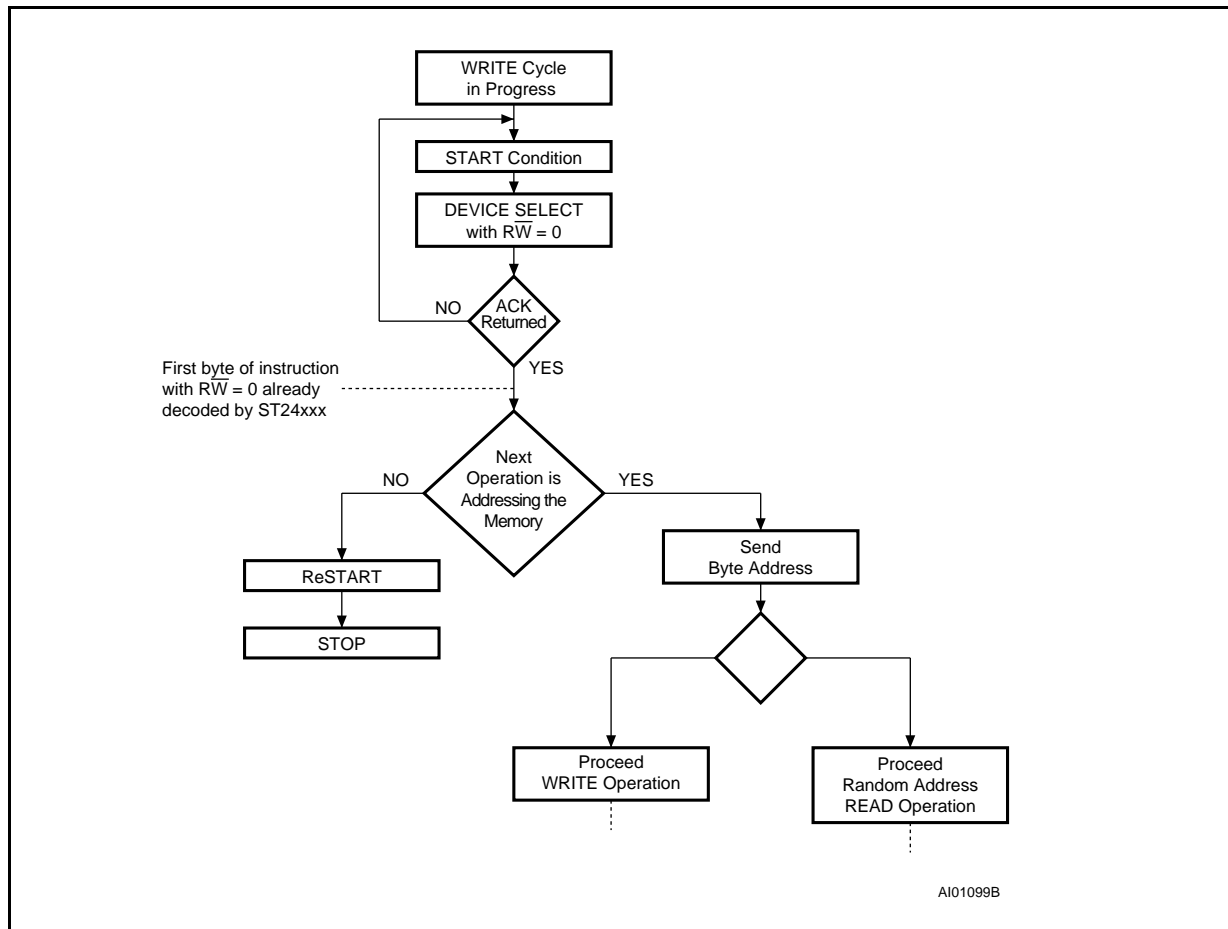 WRITE Cycle
in Progress
START Condition
DEVICE SELECT
with RW̅ = 0
ACK
Returned
NO
YES
First byte of instruction
with RW̅ = 0 already
decoded by ST24xxx
Next
Operation is
Addressing the
Memory
NO
YES
Send
Byte Address
ReSTART
STOP
Proceed
WRITE Operation
Proceed
Random Address
READ Operation
AI01099B